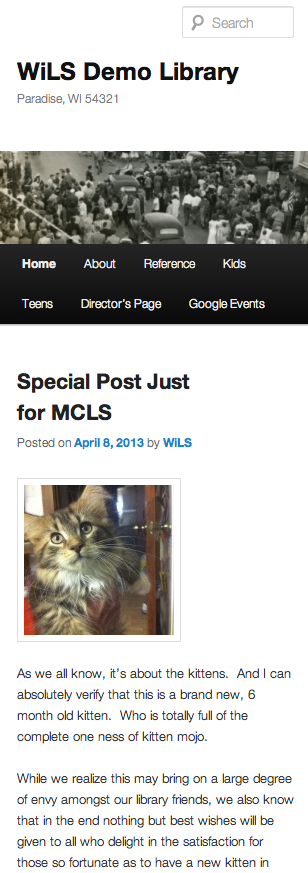 Search
WiLS Demo Library
Paradise, WI 54321
Home About Reference Kids
Teens Director's Page Google Events
Special Post Just
for MCLS
Posted on April 8, 2013 by WiLS
As we all know, it's about the kittens.  And I can
absolutely verify that this is a brand new, 6
month old kitten.  Who is totally full of the
complete one ness of kitten mojo.
While we realize this may bring on a large degree
of envy amongst our library friends, we also know
that in the end nothing but best wishes will be
given to all who delight in the satisfaction for
those so fortunate as to have a new kitten in